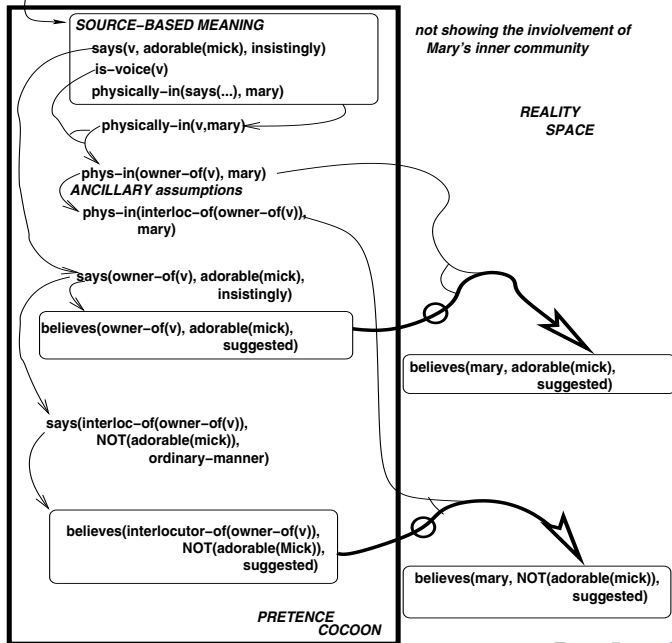 SOURCE-BASED MEANING
says(v, adorable(mick), insistingly)
is-voice(v)
physically-in(says(...), mary)
physically-in(v,mary)
phys-in(owner-of(v), mary)
ANCILLARY assumptions
phys-in(interloc-of(owner-of(v)),
mary)
says(owner-of(v), adorable(mick),
insistingly)
believes(owner-of(v), adorable(mick),
suggested)
says(interloc-of(owner-of(v)),
NOT(adorable(mick)),
ordinary-manner)
believes(interlocutor-of(owner-of(v)),
NOT(adorable(Mick)),
suggested)
PRETENCE
COCOON
not showing the inviolement of
Mary's inner community
REALITY
SPACE
believes(mary, adorable(mick),
suggested)
believes(mary, NOT(adorable(mick)),
suggested)